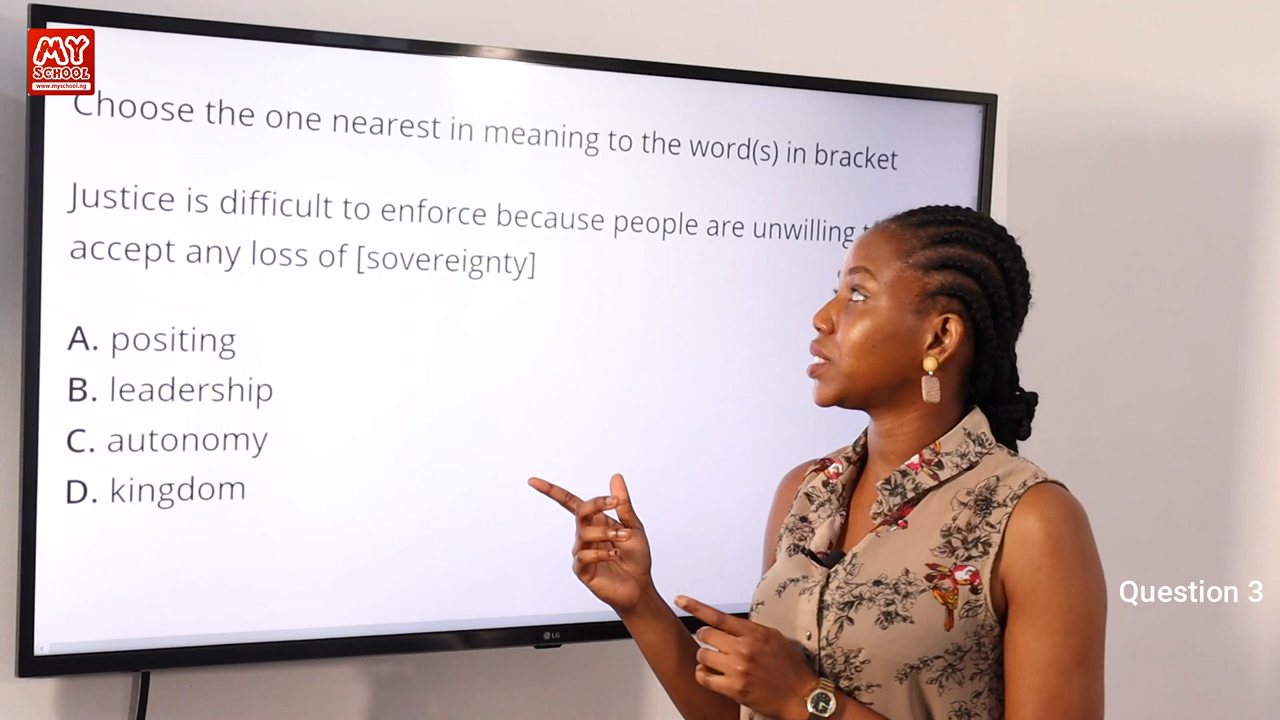 MY
SCHOOL
www.myschool.ng
Choose the one nearest in meaning to the word(s) in bracket
Justice is difficult to enforce because people are unwilling
accept any loss of [sovereignty]
A. positing
B. leadership
C. autonomy
D. kingdom
LG
Question 3